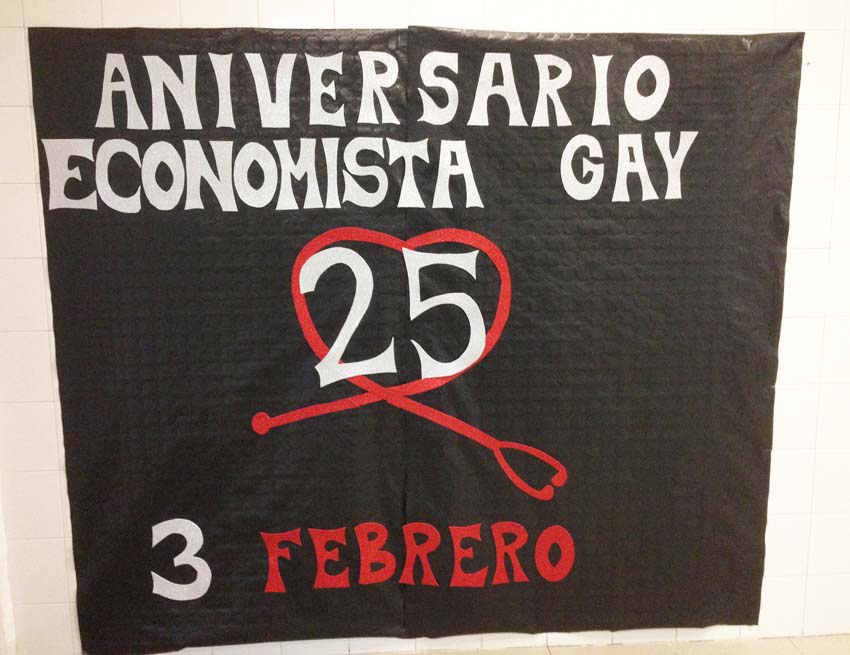 ANIVERSARIO
ECONOMISTA GAY
25
3 FEBRERO